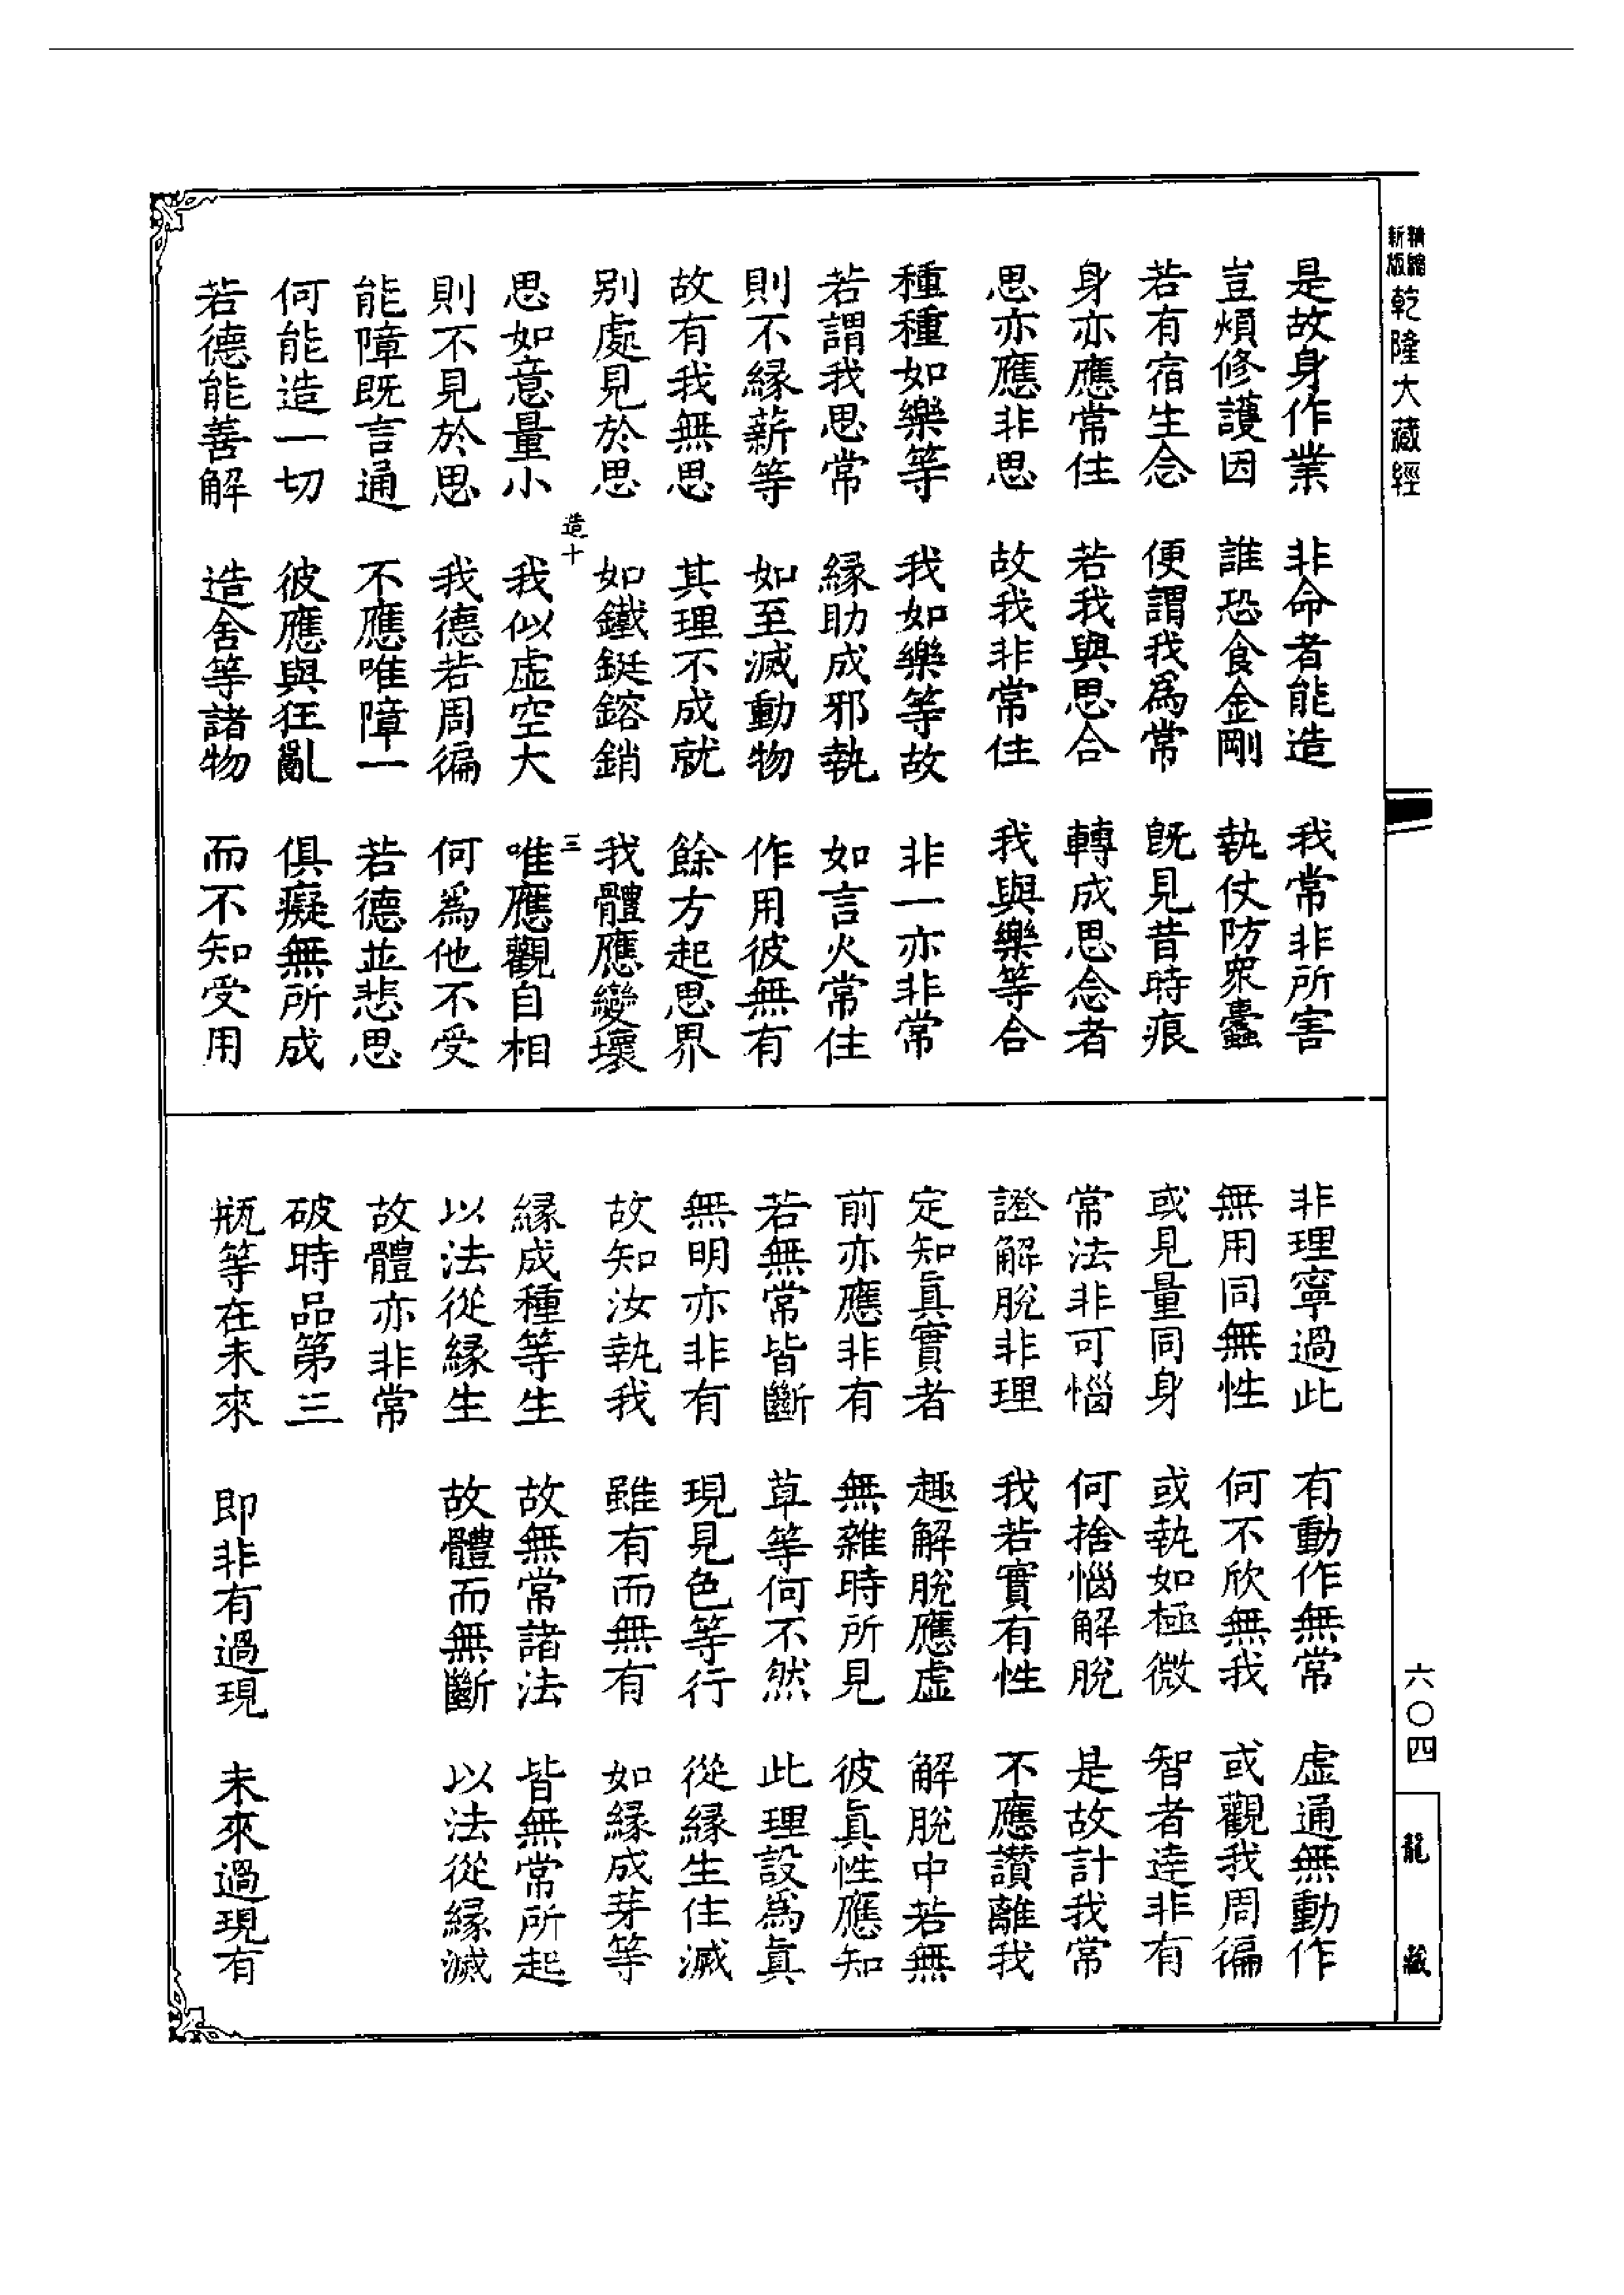 精縮新版乾隆大藏經
是故身作業　非命者能造　我常非所害
豈煩修護因　誰恐食金剛　執仗防衆蠹
若有宿生念　便謂我爲常　旣見昔時痕
身亦應常住　若我與思合　轉成思念者
思亦應非思　故我非常住　我與樂等合
種種如樂等　我如樂等故　非一亦非常
若謂我思常　緣助成邪執　如言火常住
則不緣薪等　如至滅動物　作用彼無有
故有我無思　其理不成就　餘方起思界
別處見於思　如鐵鋌鎔銷　我體應變壞
造十　三
思如意量小　我似虛空大　唯應觀自相
則不見於思　我德若周徧　何爲他不受
能障旣言通　不應唯障一　若德並悲思
何能造一切　彼應與狂亂　俱癡無所成
若德能善解　造舍等諸物　而不知受用
非理寧過此　有動作無常　虛通無動作
無用同無性　何不欣無我　或觀我周徧
或見量同身　或執如極微　智者達非有
常法非可惱　何捨惱解脫　是故計我常
證解脫非理　我若實有性　不應讚離我
定知眞實者　趣解脫應虛　解脫中若無
前亦應非有　無雜時所見　彼眞性應知
若無常皆斷　草等何不然　此理設爲眞
無明亦非有　現見色等行　從緣生住滅
故知汝執我　雖有而無有　如緣成芽等
緣成種等生　故無常諸法　皆無常所起
以法從緣生　故體而無斷　以法從緣滅
故體亦非常
破時品第三
瓶等在未來　即非有過現　未來過現有
六〇四
龍藏